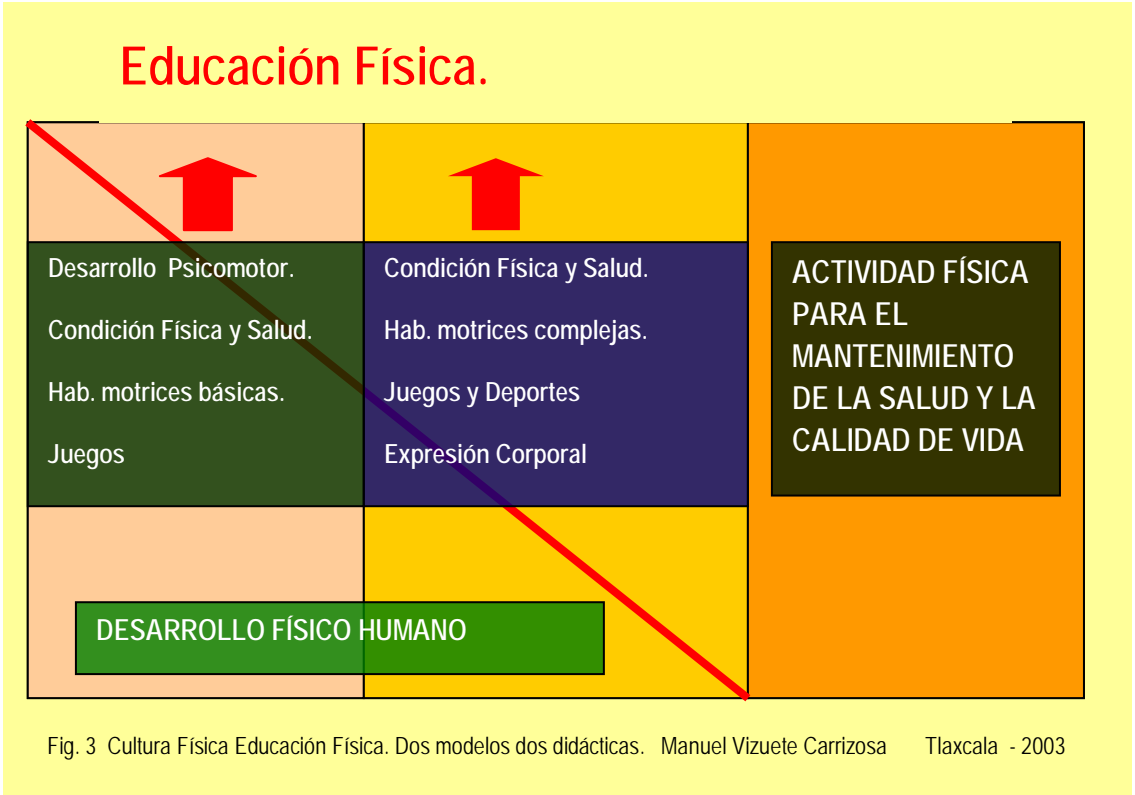 Educación Física.
Desarrollo Psicomotor.
Condición Física y Salud.
Hab. motrices básicas.
Juegos
Condición Física y Salud.
Hab. motrices complejas.
Juegos y Deportes
Expresión Corporal
ACTIVIDAD FÍSICA
PARA EL
MANTENIMIENTO
DE LA SALUD Y LA
CALIDAD DE VIDA
DESARROLLO FÍSICO HUMANO
Fig. 3 Cultura Física Educación Física. Dos modelos dos didácticas. Manuel Vizuete Carrizosa Tlaxcala - 2003